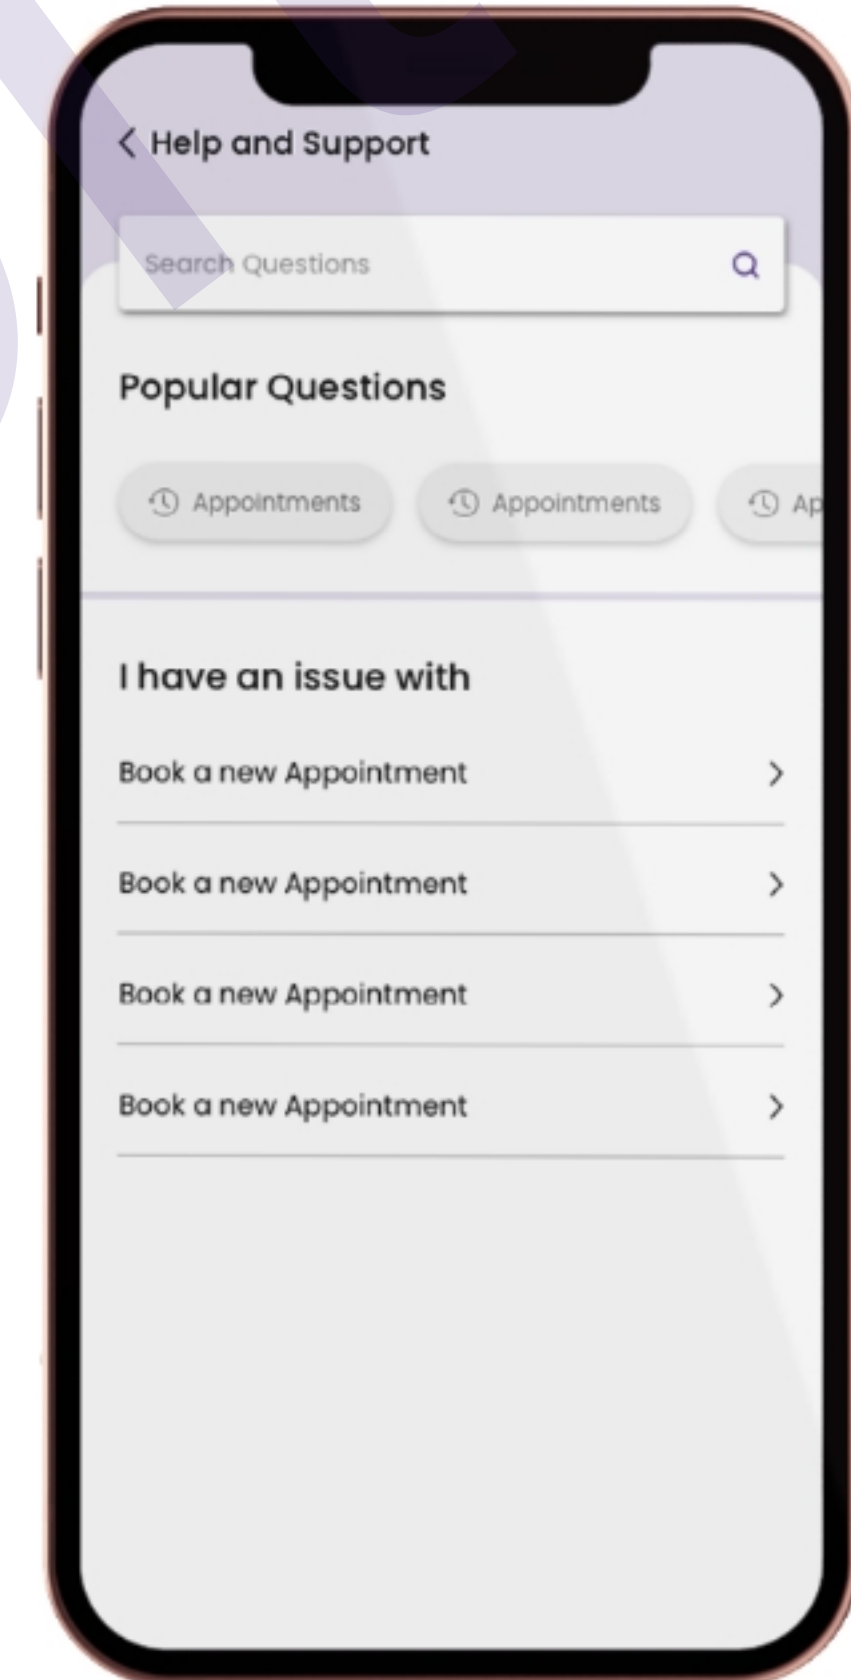 Help and Support
Search Questions
Popular Questions
Appointments Appointments Ap
I have an issue with
Book a new Appointment
Book a new Appointment
Book a new Appointment
Book a new Appointment